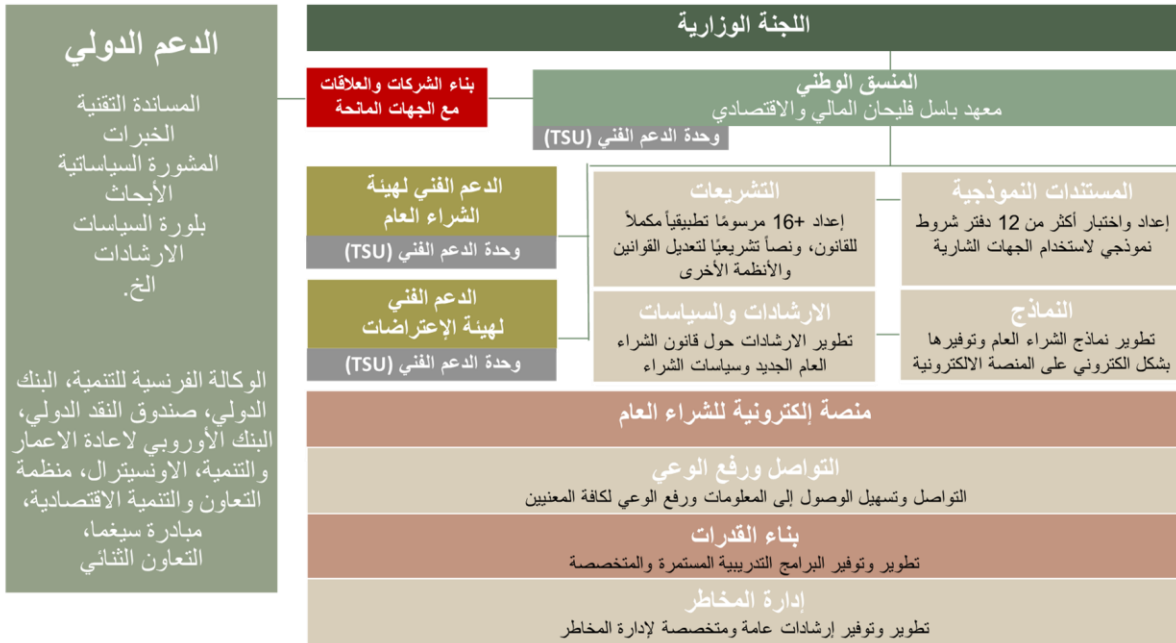 اللجنة الوزارية
المنسق الوطني
معهد باسل فليحان المالي والاقتصادي
وحدة الدعم الفني (TSU)
بناء الشركات والعلاقات
مع الجهات المانحة
الدعم الدولي
المساندة التقنية
الخبرات
المشورة السياساتية
الأبحاث
بلورة السياسات
الارشادات
الخ.
الوكالة الفرنسية للتنمية، البنك
الدولي، صندوق النقد الدولي،
البنك الأوروبي لاعادة الاعمار
والتنمية، الاونسيترال، منظمة
التعاون والتنمية الاقتصادية،
مبادرة سيغما،
التعاون الثنائي
المستندات النموذجية
إعداد واختبار أكثر من 12 دفتر شروط
نموذجي لاستخدام الجهات الشارية
التشريعات
إعداد +16 مرسومًا تطبيقياً مكملاً
للقانون، ونصاً تشريعيًا لتعديل القوانين
والأنظمة الأخرى
الدعم الفني لهيئة
الشراء العام
وحدة الدعم الفني (TSU)
النماذج
تطوير نماذج الشراء العام وتوفيرها
بشكل الكتروني على المنصة الالكترونية
الارشادات والسياسات
تطوير الارشادات حول قانون الشراء
العام الجديد وسياسات الشراء
الدعم الفني
لهيئة الإعتراضات
وحدة الدعم الفني (TSU)
منصة إلكترونية للشراء العام
التواصل ورفع الوعي
التواصل وتسهيل الوصول إلى المعلومات ورفع الوعي لكافة المعنيين
بناء القدرات
تطوير وتوفير البرامج التدريبية المستمرة والمتخصصة
إدارة المخاطر
تطوير وتوفير إرشادات عامة ومتخصصة لإدارة المخاطر